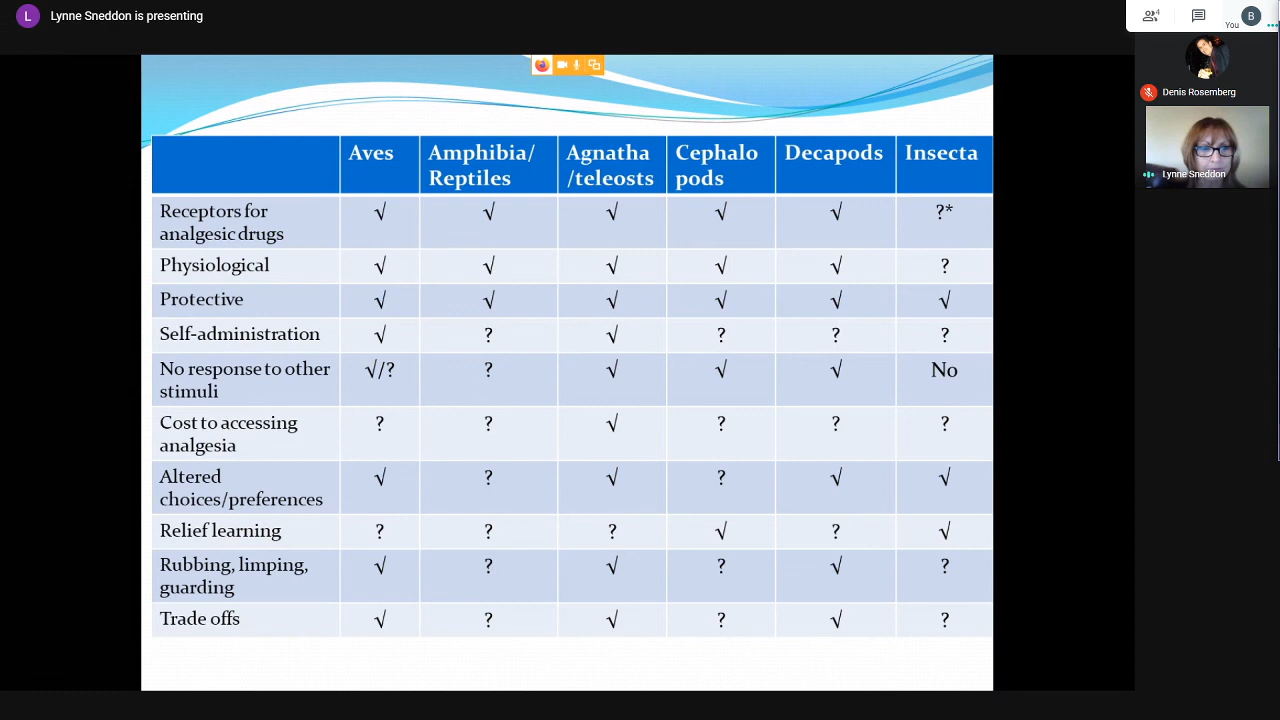 L Lynne Sneddon is presenting
4
You B
Denis Rosemberg
Lynne Sneddon
Aves Amphibia/ Agnatha Cephalo Decapods Insecta
Reptiles /teleosts pods
Receptors for √ √ √ √ √ ?*
analgesic drugs
Physiological √ √ √ √ √ ?
Protective √ √ √ √ √ √
Self-administration √ ? √ ? ? ?
No response to other √/? ? √ √ √ No
stimuli
Cost to accessing ? ? √ ? ? ?
analgesia
Altered √ ? √ ? √ √
choices/preferences
Relief learning ? ? ? √ ? √
Rubbing, limping, √ ? √ ? √ ?
guarding
Trade offs √ ? √ ? √ ?